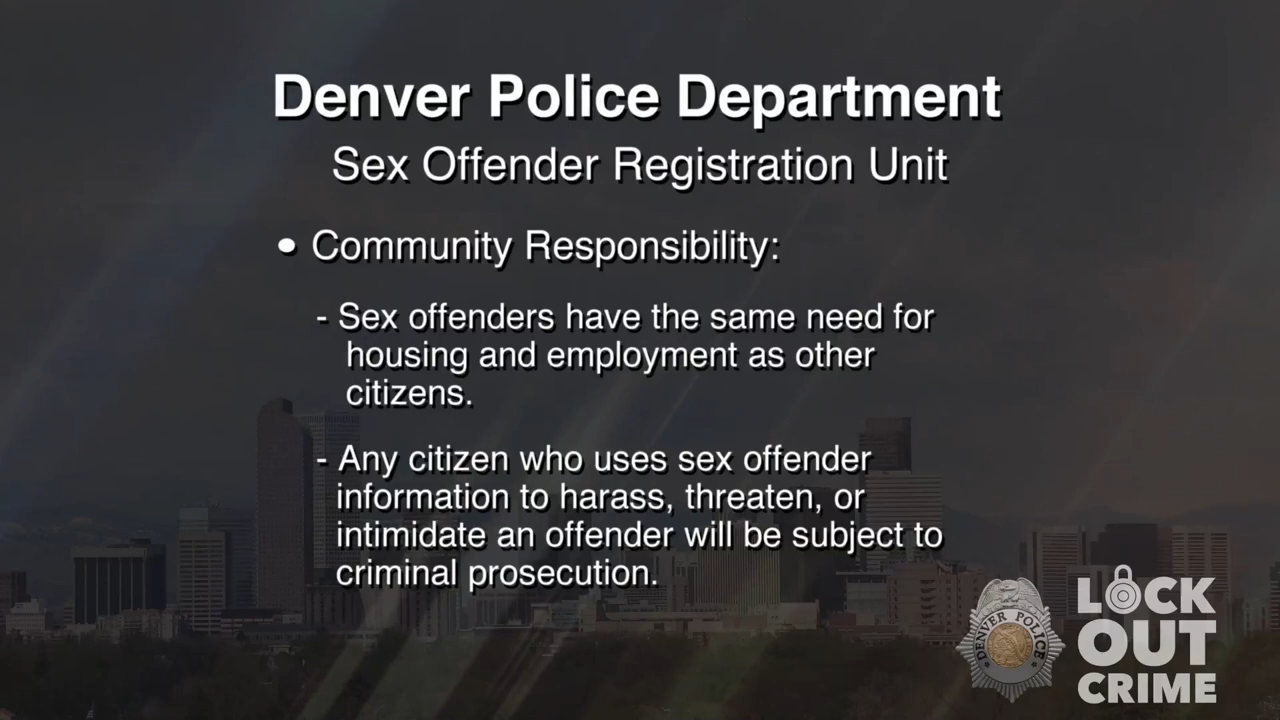 Denver Police Department
Sex Offender Registration Unit
• Community Responsibility:
- Sex offenders have the same need for
housing and employment as other
citizens.
- Any citizen who uses sex offender
information to harass, threaten, or
intimidate an offender will be subject to
criminal prosecution.
DENVER POLICE
LOCK
OUT
CRIME